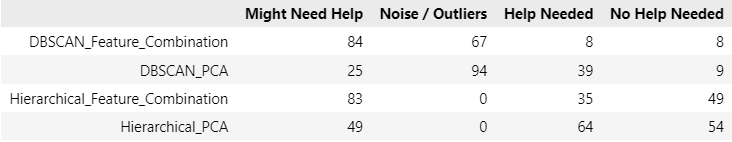 Might Need Help Noise / Outliers Help Needed No Help Needed
DBSCAN_Feature_Combination 84 67 8 8
DBSCAN_PCA 25 94 39 9
Hierarchical_Feature_Combination 83 0 35 49
Hierarchical_PCA 49 0 64 54